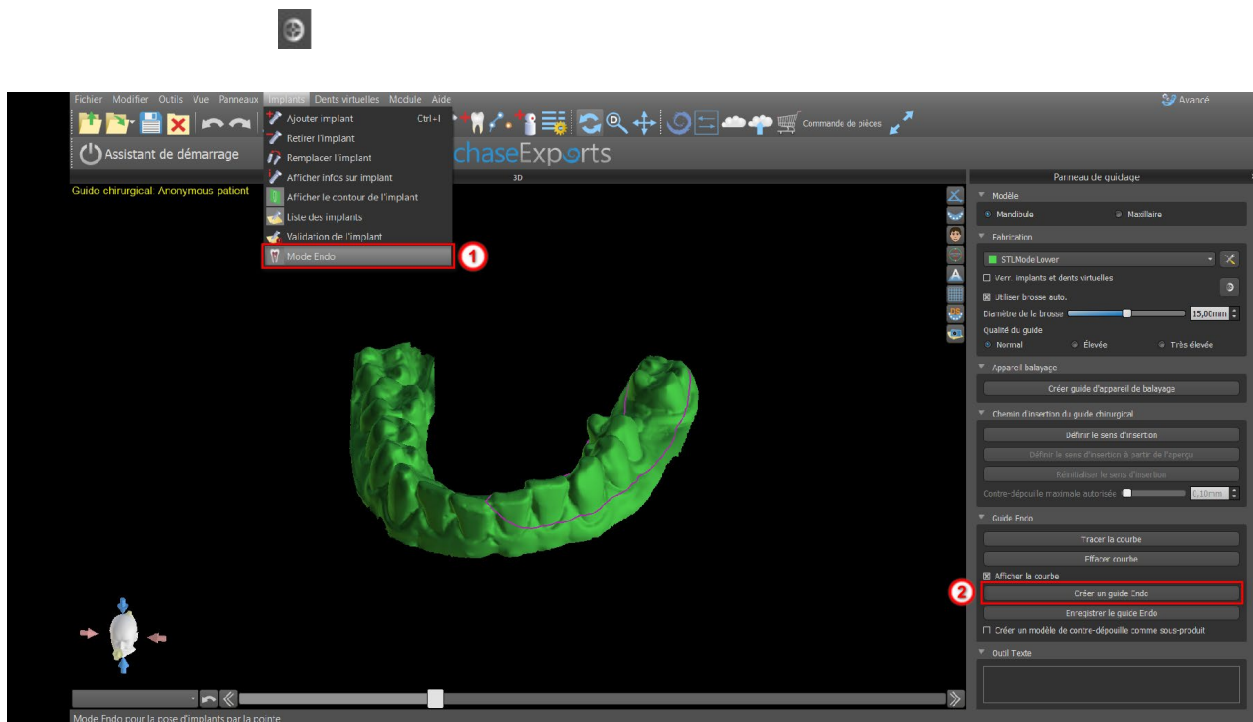 Fichier Modifier Outils Vue Panneaux Implants Dents virtuelles Module Aide
Avancé
Ajouter implant Ctrl+I
Retirer l'implant
Remplacer l'implant
Afficher infos sur implant
Afficher le contour de l'implant
Liste des implants
Validation de l'implant
Mode Endo
1
Commande de pièces
Assistant de démarrage
chaseExports
3D
Guide chirurgical: Anonymous patient
Panneau de guidage
Modèle
Mandibule Maxillaire
Fabrication
STLModeLower
Verr. implants et dents virtuelles
Utiliser brosse auto.
Diamètre de la brosse 15,00mm
Qualité du guide
Normal Élevée Très élevée
Appareil balayage
Créer guide d'appareil de balayage
Chemin d'insertion du guide chirurgical
Définir le sens d'insertion
Définir le sens d'insertion à partir de l'aperçu
Réinitialiser le sens d'insertion
Contre-dépouille maximale autorisée 0,10mm
Guide Endo
Tracer la courbe
Effacer courbe
Afficher la courbe
2
Créer un guide Endo
Enregistrer le guide Endo
Créer un modèle de contre-dépouille comme sous-produit
Outil Texte
Mode Endo pour la pose d'implants par la pointe